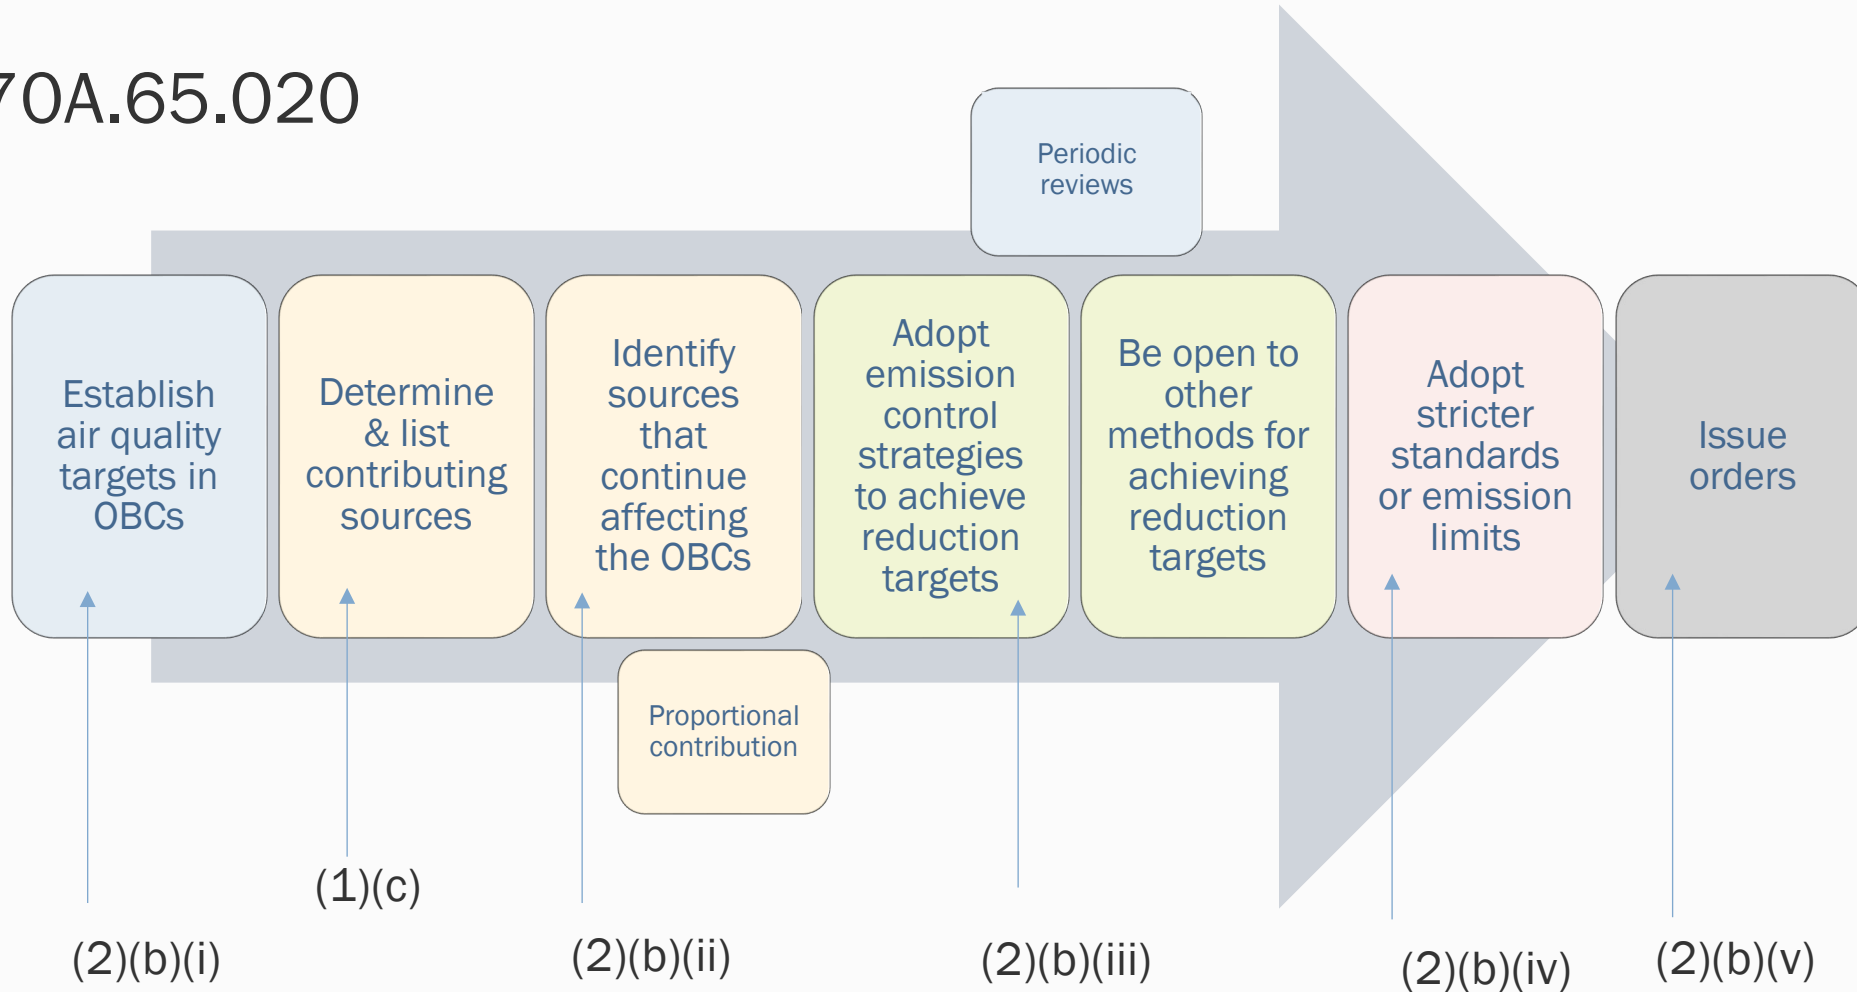 70A.65.020
Periodic
reviews
Establish
air quality
targets in
OBCs
Determine
& list
contributing
sources
Identify
sources
that
continue
affecting
the OBCs
Adopt
emission
control
strategies
to achieve
reduction
targets
Be open to
other
methods for
achieving
reduction
targets
Adopt
stricter
standards
or emission
limits
Issue
orders
Proportional
contribution
(1)(c)
(2)(b)(i)
(2)(b)(ii)
(2)(b)(iii)
(2)(b)(iv)
(2)(b)(v)